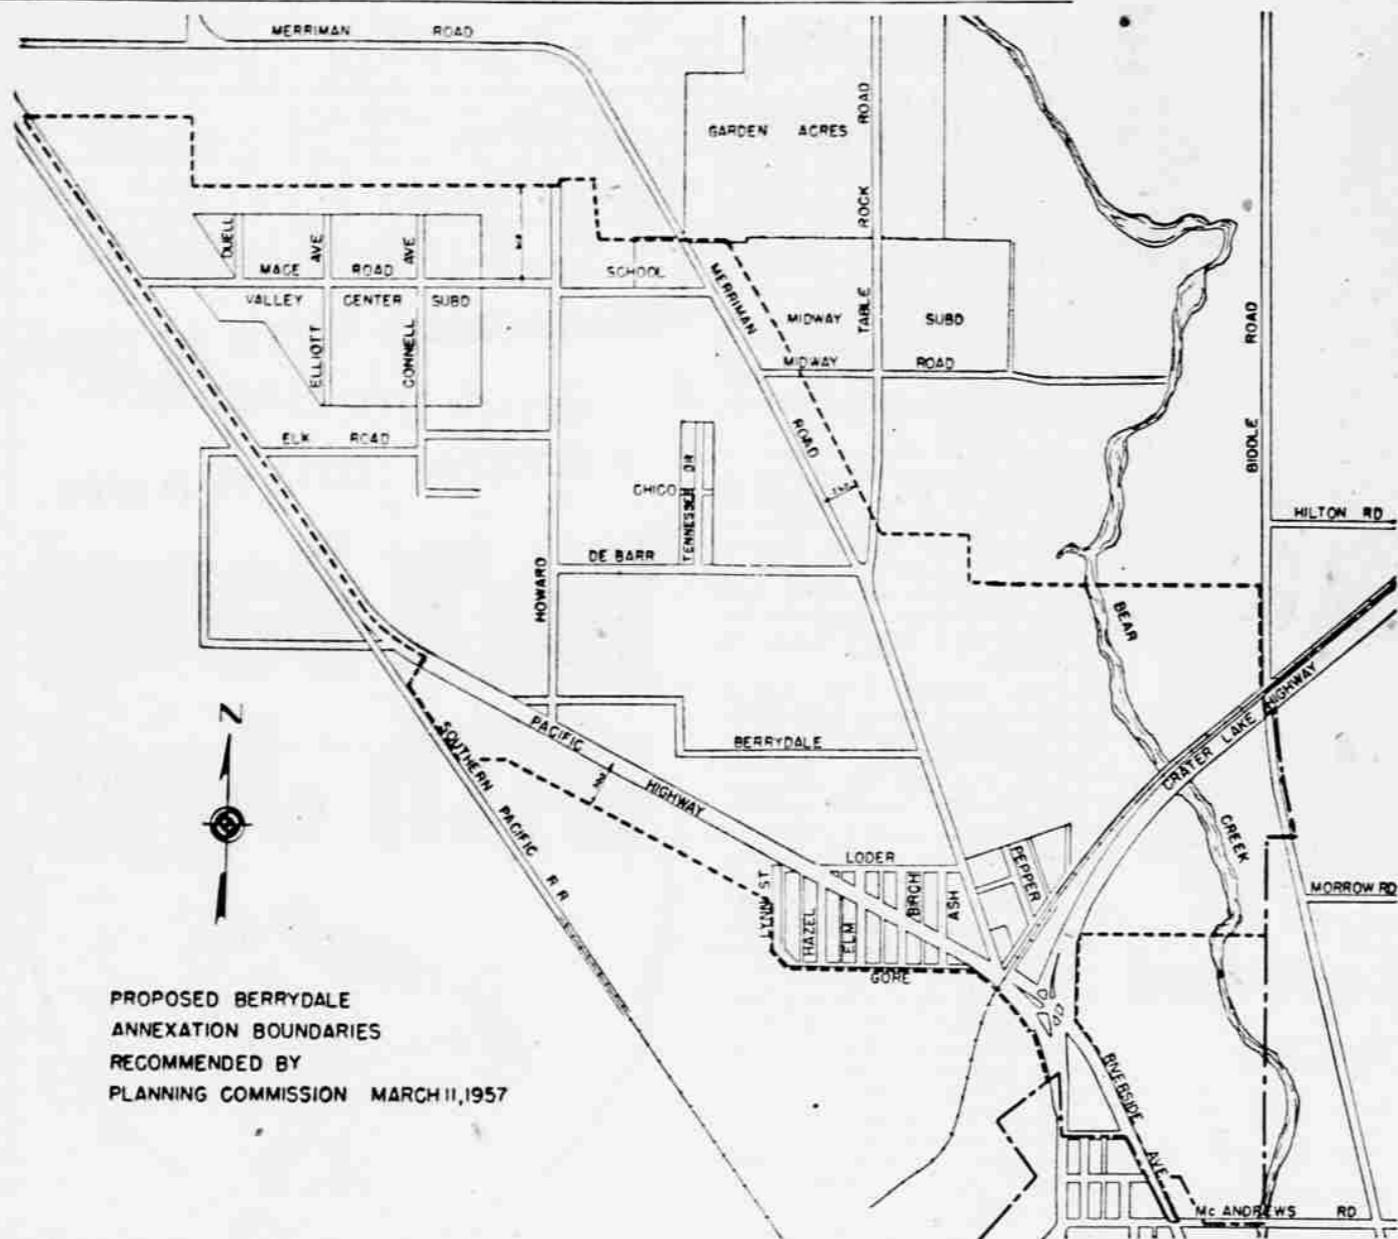 MERRIMAN ROAD
GARDEN ACRES
TABLE ROCK ROAD
DUELL
ELLIOTT AVE
CONNELL AVE
MACE ROAD
VALLEY CENTER SUBD
SCHOOL
MERRIMAN ROAD
MIDWAY SUBD
MIDWAY ROAD
BIDDLE ROAD
ELK ROAD
CHICO
TENNESSEE DR
HILTON RD
DE BARR
HOWARD
BEAR CREEK
CRATER LAKE HIGHWAY
N
PACIFIC HIGHWAY
SOUTHERN PACIFIC R R
BERRYDALE
LODER
LYNN ST
HAZEL
ELM
BIRCH
ASH
PEPPER
GORE
MORROW RD
RIVERSIDE AVE
Mc ANDREWS RD
PROPOSED BERRYDALE
ANNEXATION BOUNDARIES
RECOMMENDED BY
PLANNING COMMISSION MARCH 11, 1957